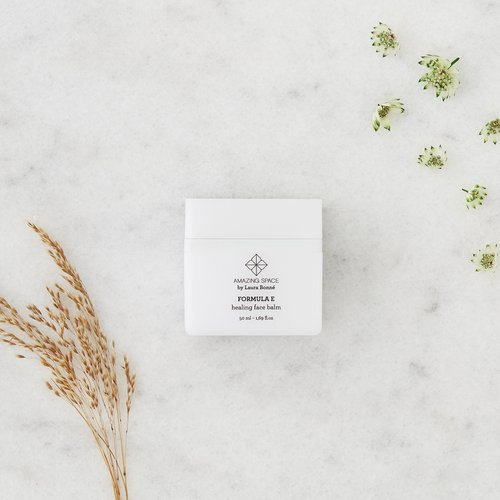 AMAZING SPACE
by Laura Bonné
FORMULA E
healing face balm
50 ml - 1,69 fl.oz